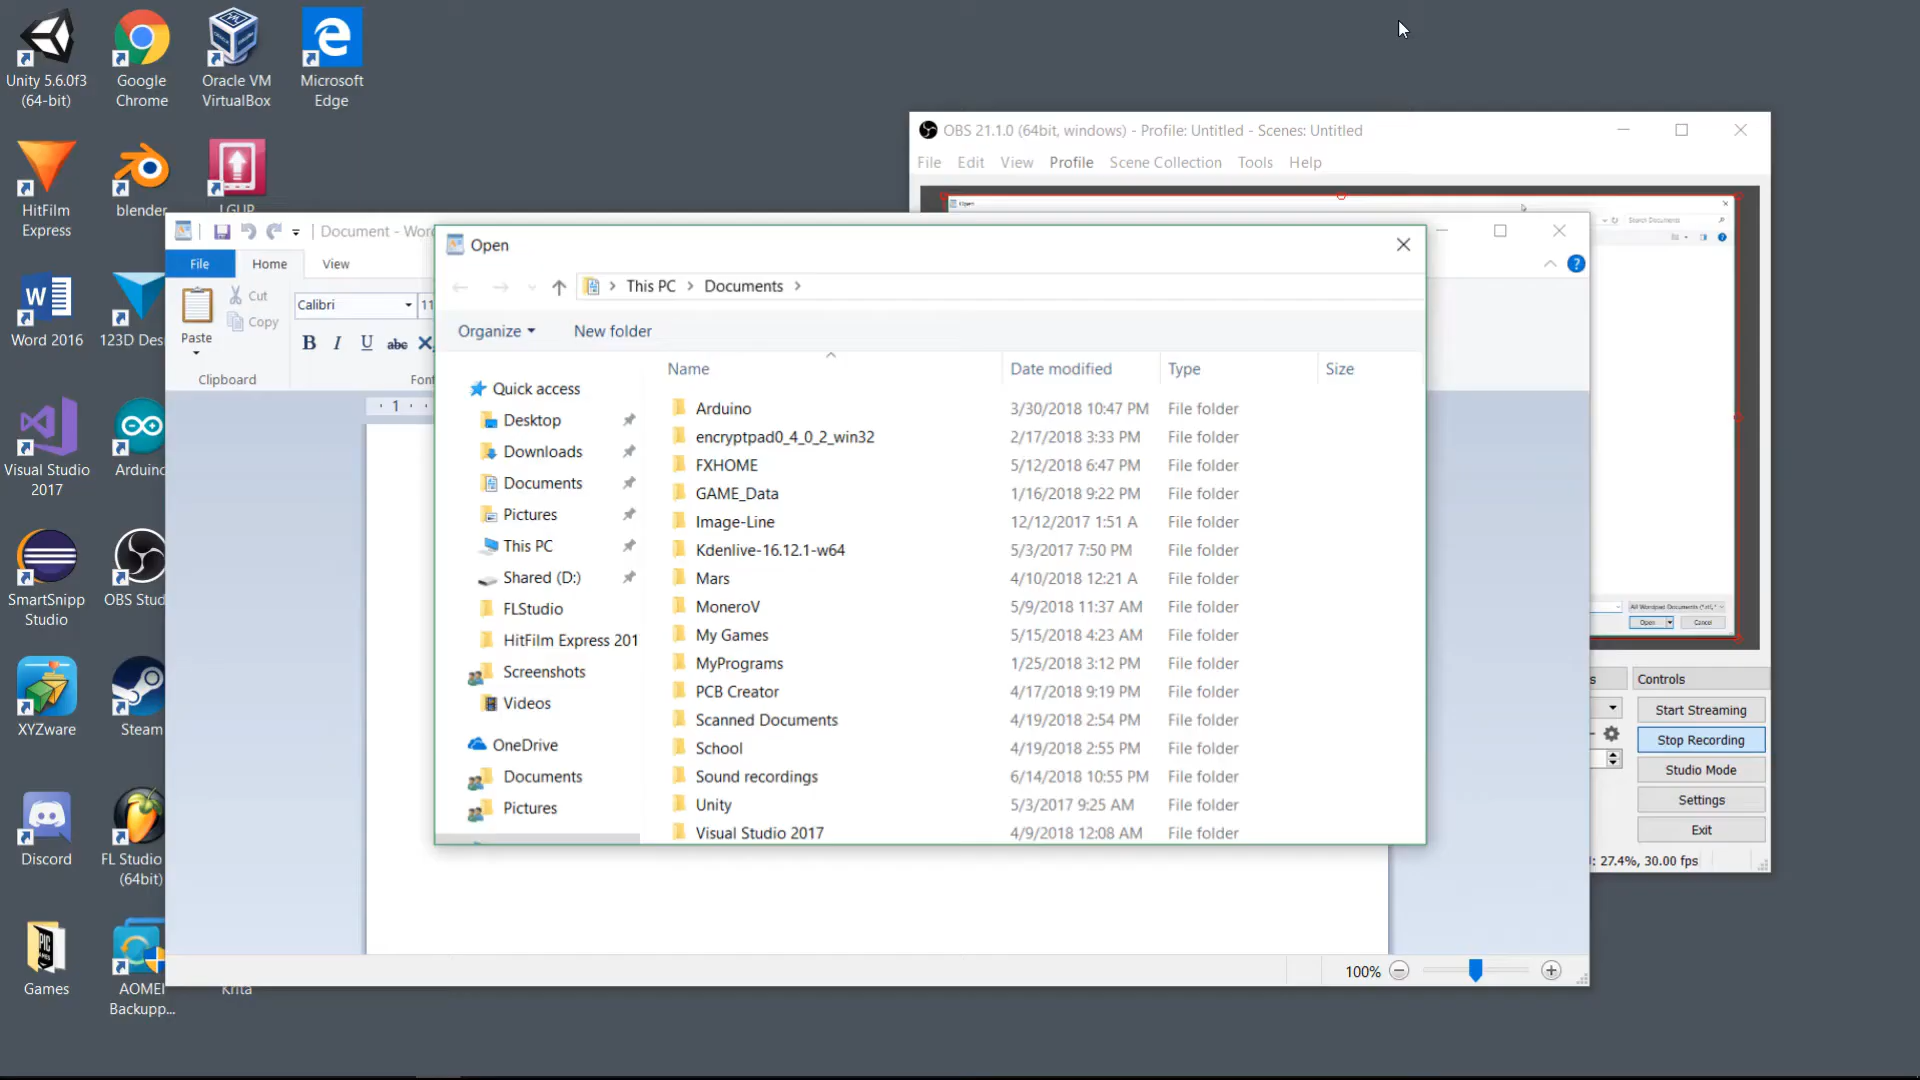 Unity 5.6.0f3
(64-bit)
Google
Chrome
Oracle VM
VirtualBox
Microsoft
Edge
HitFilm
Express
blender
LGUP
Word 2016
123D Des
Visual Studio
2017
Arduino
SmartSnipp
Studio
OBS Stud
XYZware
Steam
Discord
FL Studio
(64bit)
Games
AOMEI
Backupp...
Krita
OBS 21.1.0 (64bit, windows) - Profile: Untitled - Scenes: Untitled
File Edit View Profile Scene Collection Tools Help
Open
Search Documents
All Wordpad Documents (*.rtf, *
Open Cancel
s Controls
Start Streaming
Stop Recording
Studio Mode
Settings
Exit
: 27.4%, 30.00 fps
Document - Wor
File Home View
Paste
Cut
Copy
Clipboard
Calibri 11
B I U abc X
Font
1
100%
Open
This PC Documents
Organize New folder
Quick access
Desktop
Downloads
Documents
Pictures
This PC
Shared (D:)
FLStudio
HitFilm Express 201
Screenshots
Videos
OneDrive
Documents
Pictures
Name Date modified Type Size
Arduino 3/30/2018 10:47 PM File folder
encryptpad0_4_0_2_win32 2/17/2018 3:33 PM File folder
FXHOME 5/12/2018 6:47 PM File folder
GAME_Data 1/16/2018 9:22 PM File folder
Image-Line 12/12/2017 1:51 A File folder
Kdenlive-16.12.1-w64 5/3/2017 7:50 PM File folder
Mars 4/10/2018 12:21 A File folder
MoneroV 5/9/2018 11:37 AM File folder
My Games 5/15/2018 4:23 AM File folder
MyPrograms 1/25/2018 3:12 PM File folder
PCB Creator 4/17/2018 9:19 PM File folder
Scanned Documents 4/19/2018 2:54 PM File folder
School 4/19/2018 2:55 PM File folder
Sound recordings 6/14/2018 10:55 PM File folder
Unity 5/3/2017 9:25 AM File folder
Visual Studio 2017 4/9/2018 12:08 AM File folder